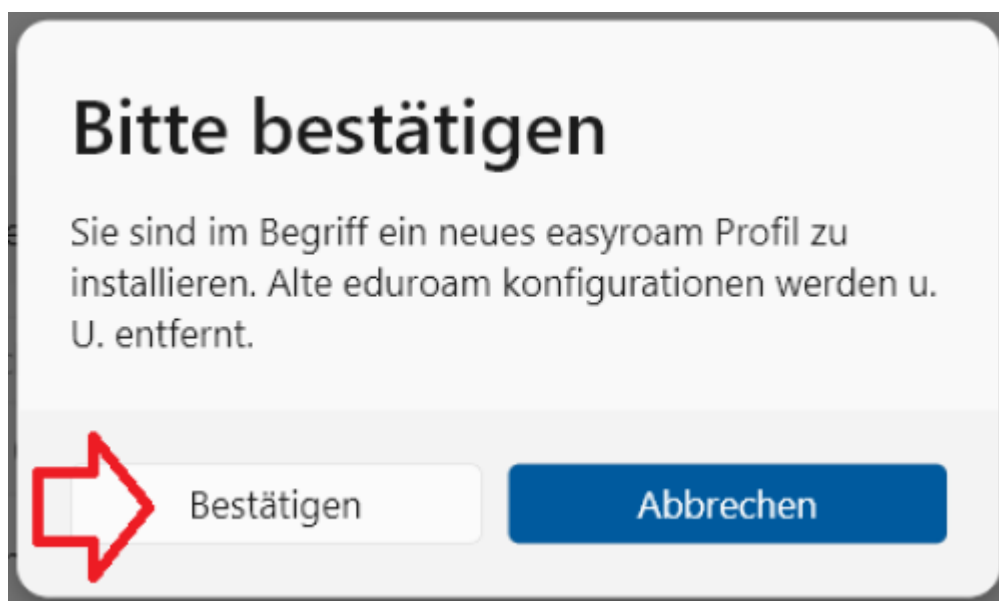 Bitte bestätigen
Sie sind im Begriff ein neues easyroam Profil zu
installieren. Alte eduroam konfigurationen werden u.
U. entfernt.
Bestätigen
Abbrechen